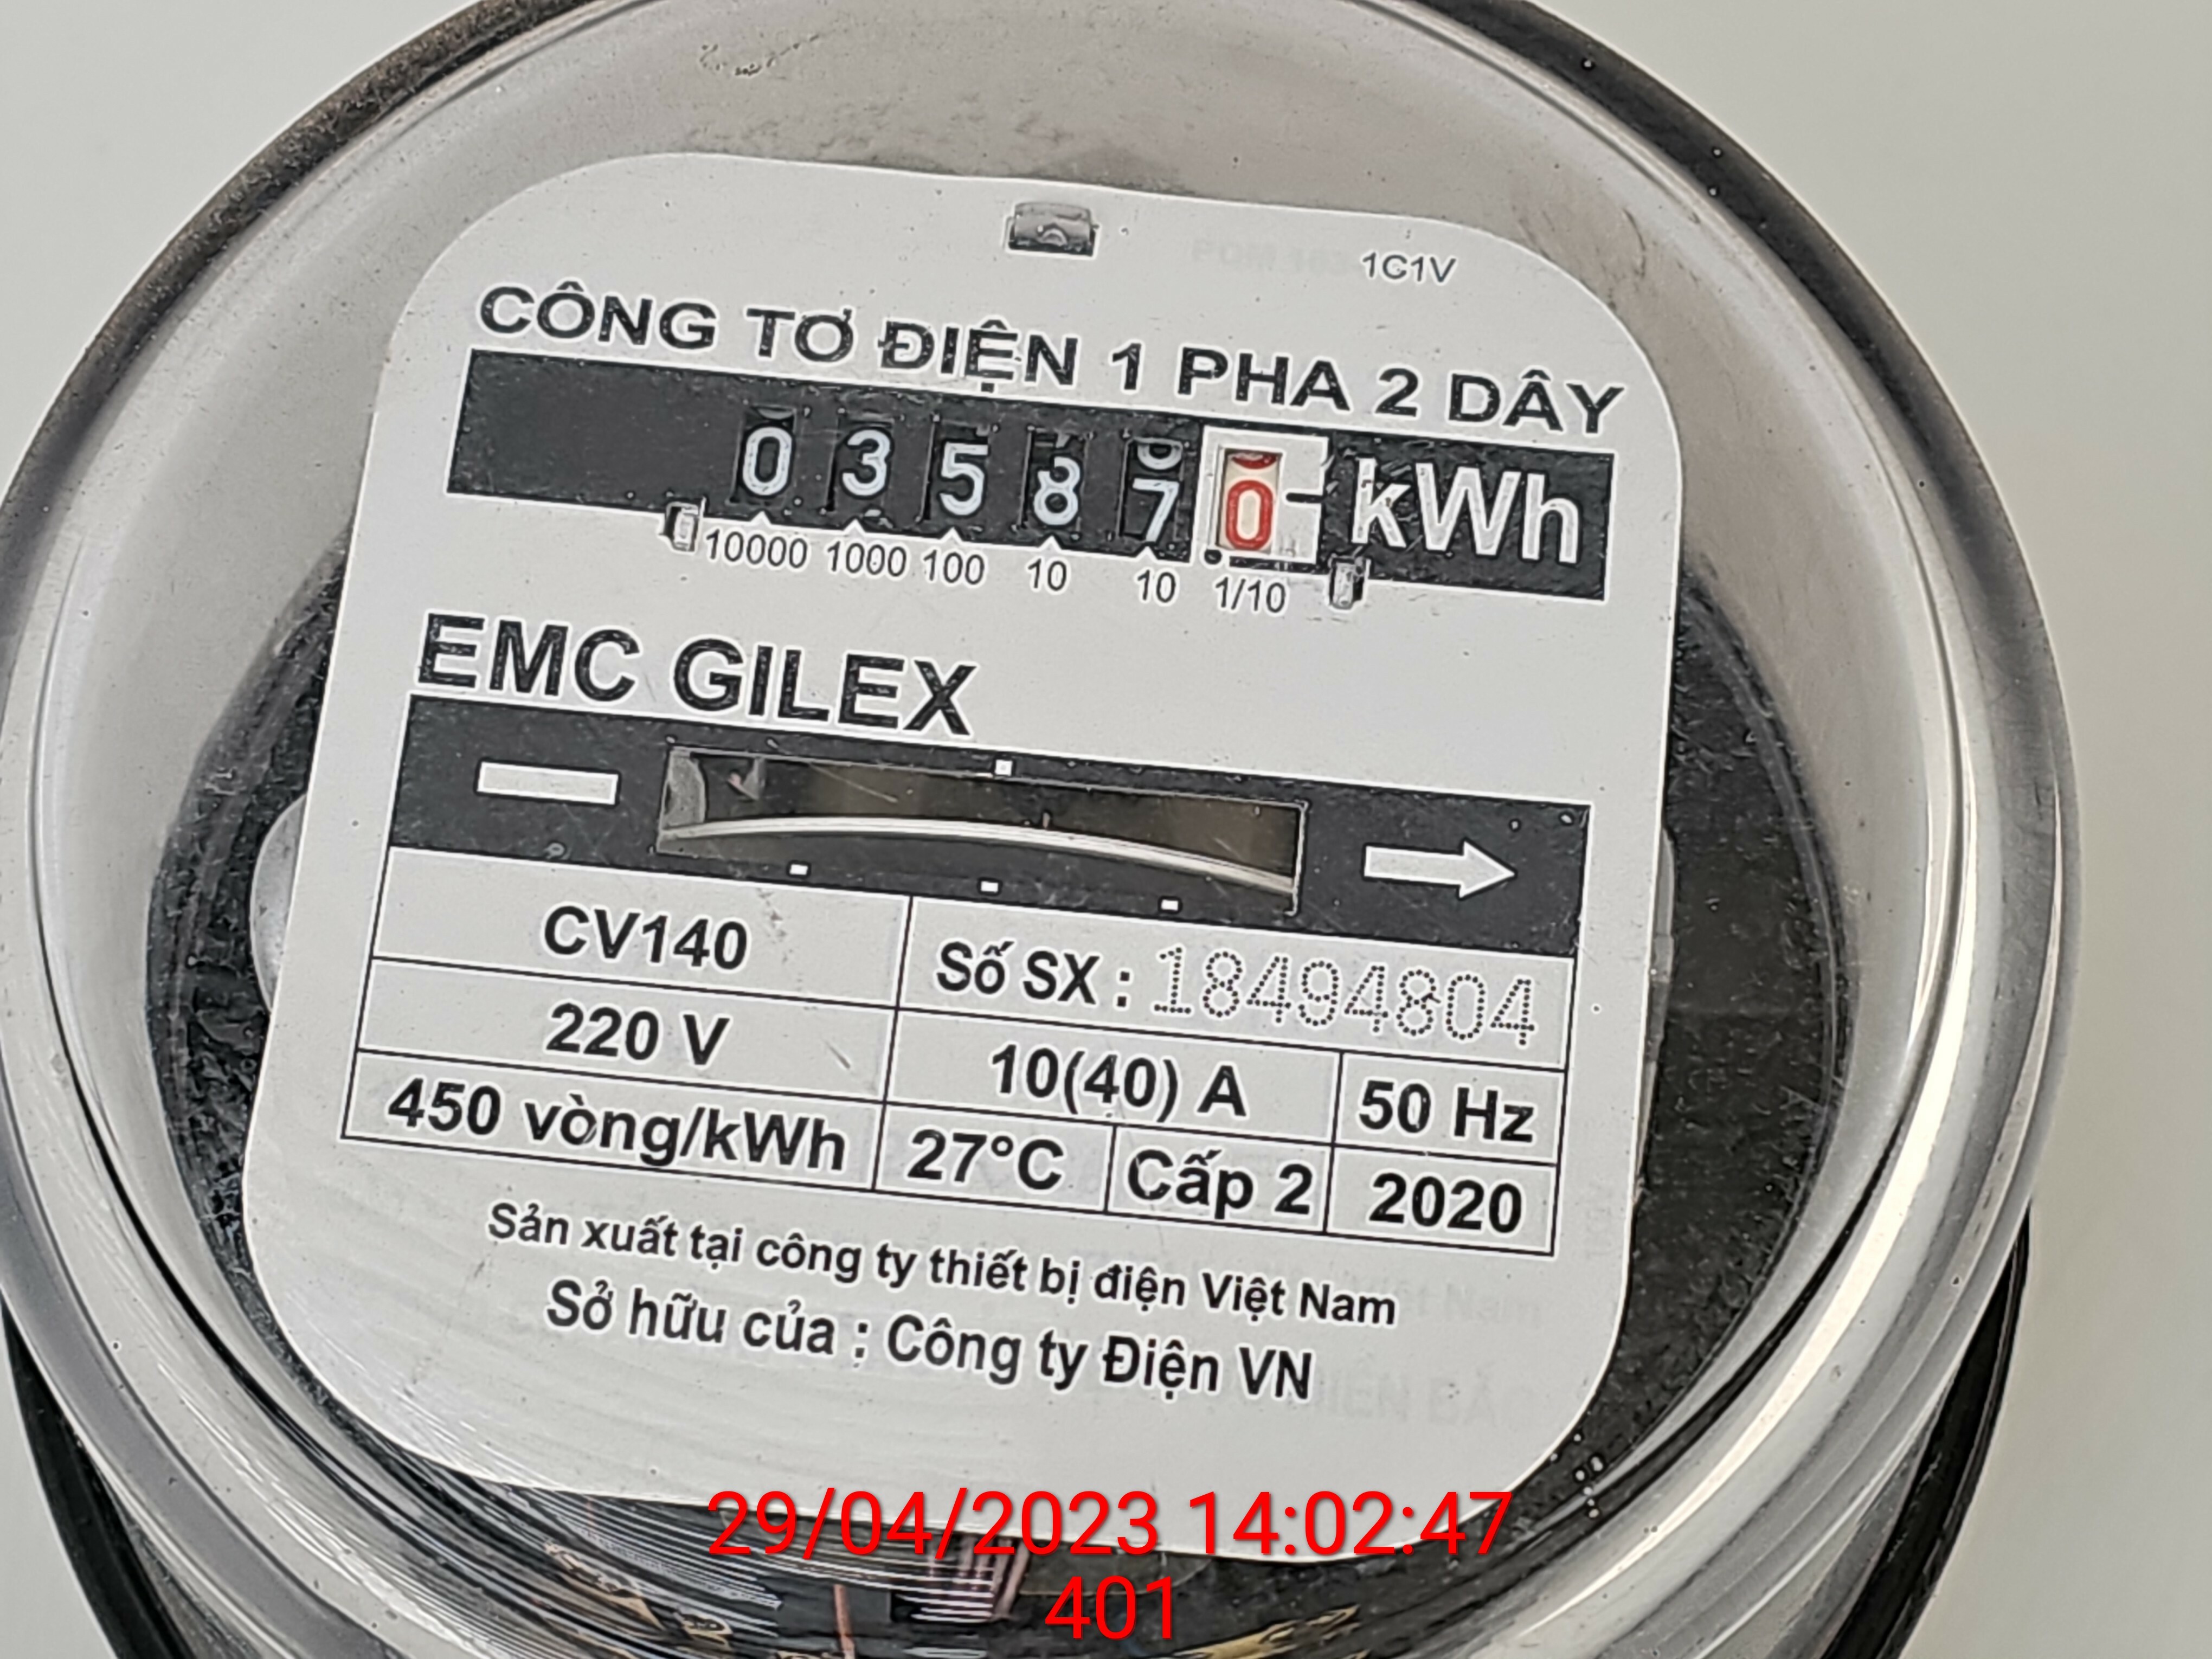 1C1V
CÔNG TƠ ĐIỆN 1 PHA 2 DÂY
0 3 5 8 7 0 kWh
10000 1000 100 10 10 1/10
EMC GILEX
CV140
Số SX : 18494804
220 V
10(40) A
50 Hz
450 vòng/kWh
27°C
Cấp 2
2020
Sản xuất tại công ty thiết bị điện Việt Nam
Sở hữu của : Công ty Điện VN
29/04/2023 14:02:47
401